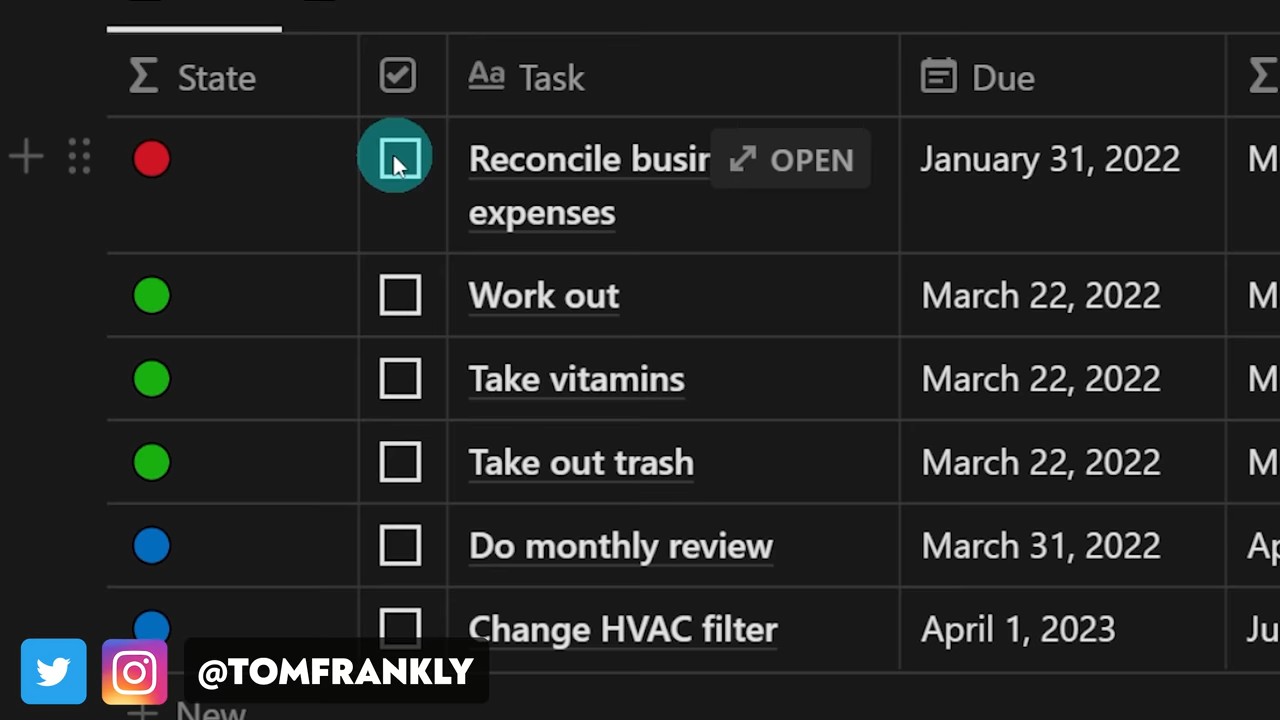 State Task Due
Reconcile busin OPEN January 31, 2022 M
expenses
Work out March 22, 2022 M
Take vitamins March 22, 2022 M
Take out trash March 22, 2022 M
Do monthly review March 31, 2022 Ap
Change HVAC filter April 1, 2023 Ju
@TOMFRANKLY
New